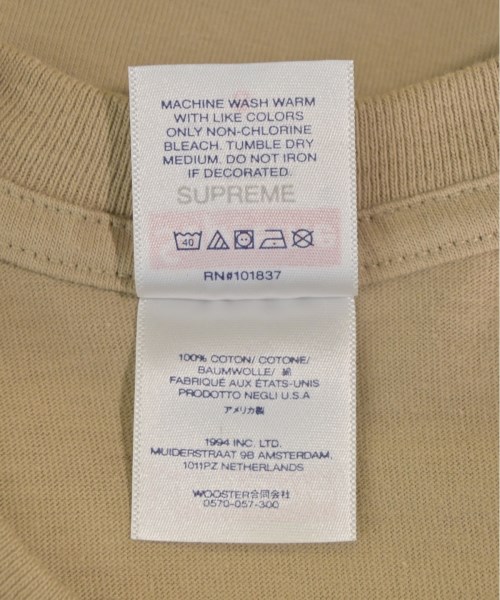 MACHINE WASH WARM
WITH LIKE COLORS
ONLY NON-CHLORINE
BLEACH. TUMBLE DRY
MEDIUM. DO NOT IRON
IF DECORATED.
SUPREME
40
RN#101837
100% COTON/ COTONE/
BAUMWOLLE/ 綿
FABRIQUÉ AUX ÉTATS-UNIS
PRODOTTO NEGLI U.S.A
アメリカ製
1994 INC. LTD.
MUIDERSTRAAT 9B AMSTERDAM.
1011PZ NETHERLANDS
WOOSTER合同会社
0570-057-300